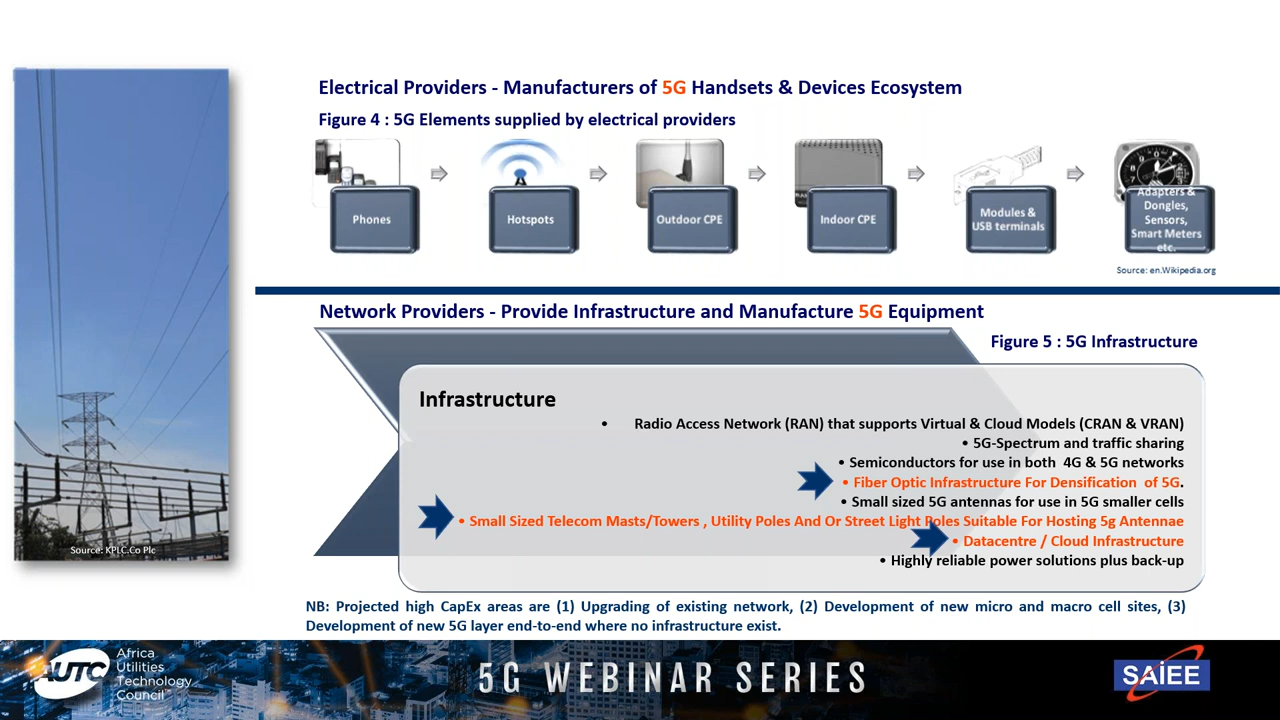 Electrical Providers - Manufacturers of 5G Handsets & Devices Ecosystem
Figure 4 : 5G Elements supplied by electrical providers
Phones
Hotspots
Outdoor CPE
Indoor CPE
Modules &
USB terminals
Adapters &
Dongles,
Sensors,
Smart Meters
etc.
Source: en.Wikipedia.org
Network Providers - Provide Infrastructure and Manufacture 5G Equipment
Figure 5 : 5G Infrastructure
Infrastructure
• Radio Access Network (RAN) that supports Virtual & Cloud Models (CRAN & VRAN)
• 5G-Spectrum and traffic sharing
• Semiconductors for use in both 4G & 5G networks
• Fiber Optic Infrastructure For Densification of 5G.
• Small sized 5G antennas for use in 5G smaller cells
• Small Sized Telecom Masts/Towers , Utility Poles And Or Street Light Poles Suitable For Hosting 5g Antennae
• Datacentre / Cloud Infrastructure
• Highly reliable power solutions plus back-up
Source: KPLC.Co Plc
NB: Projected high CapEx areas are (1) Upgrading of existing network, (2) Development of new micro and macro cell sites, (3)
Development of new 5G layer end-to-end where no infrastructure exist.
AUTC
Africa
Utilities
Technology
Council
5G WEBINAR SERIES
SAIEE